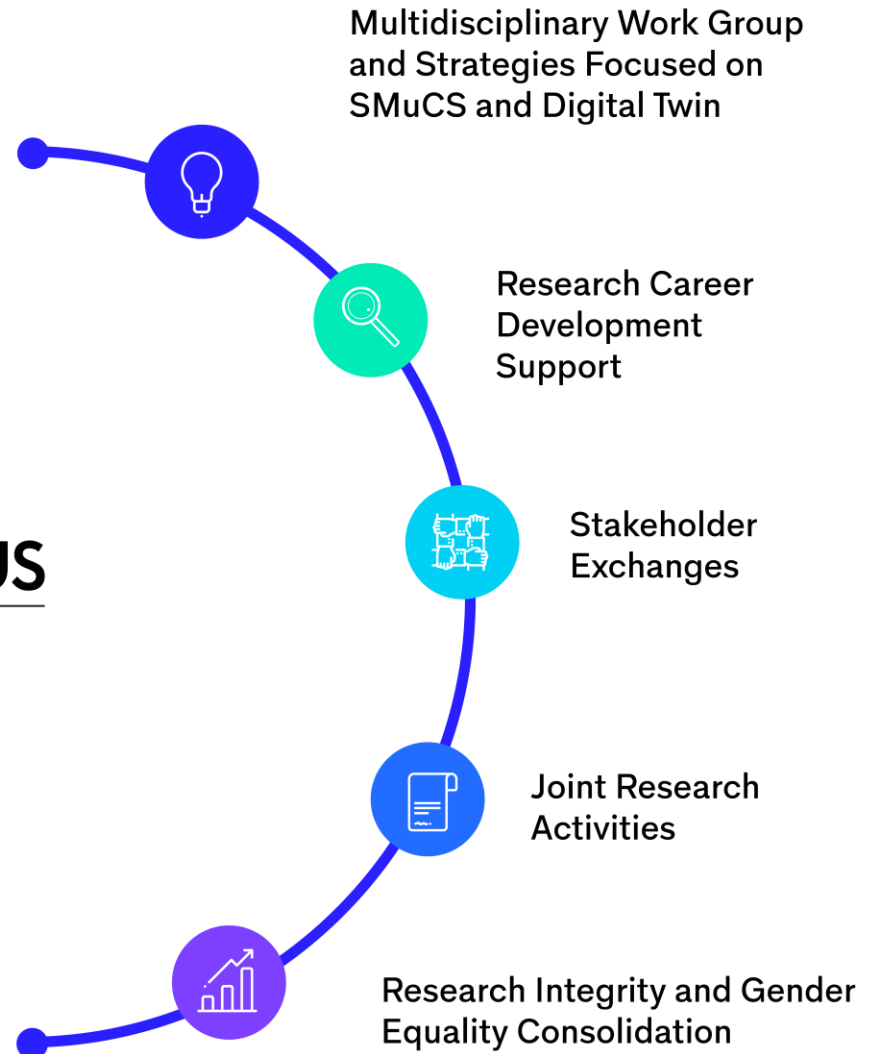 Multidisciplinary Work Group
and Strategies Focused on
SMuCS and Digital Twin
Research Career
Development
Support
Stakeholder
Exchanges
Joint Research
Activities
Research Integrity and Gender
Equality Consolidation